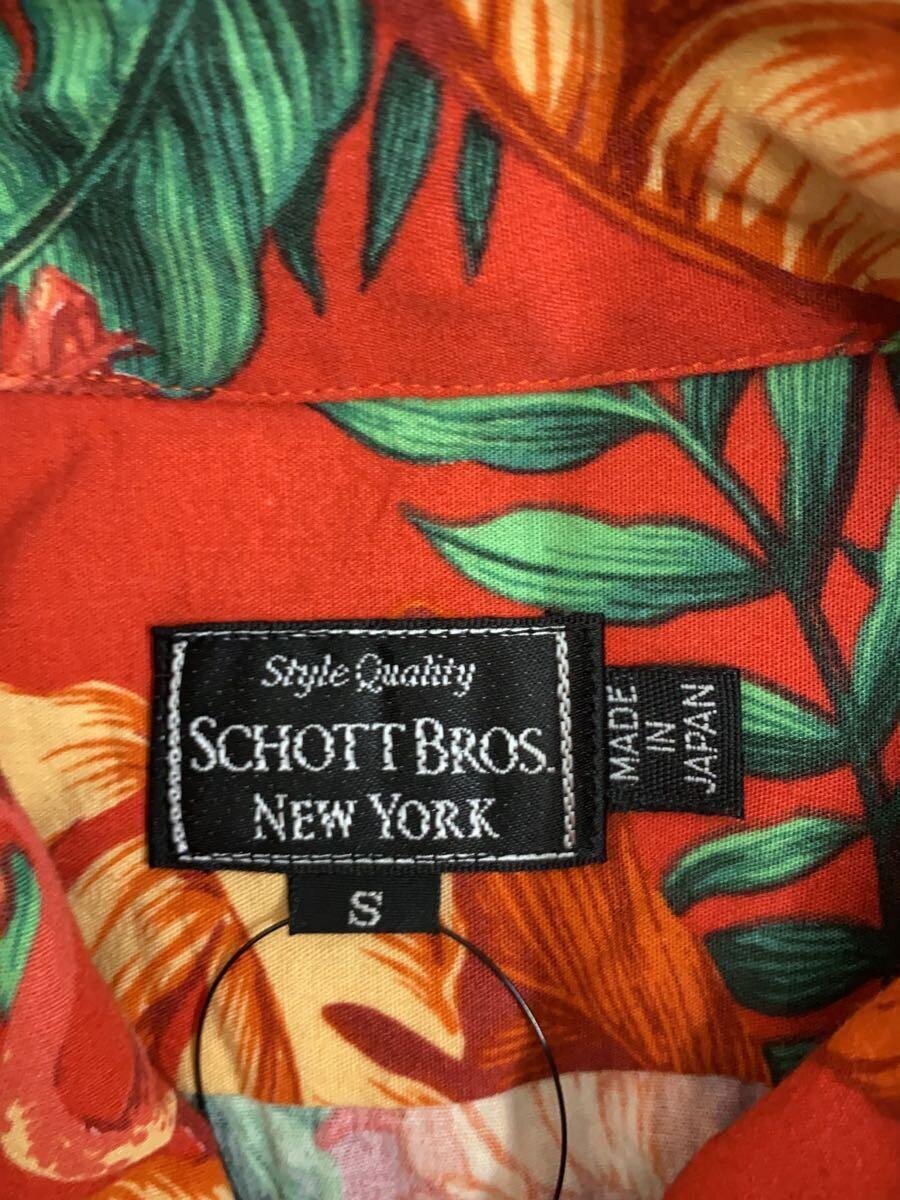 Style Quality
SCHOTT BROS.
NEW YORK
MADE
IN
JAPAN
S